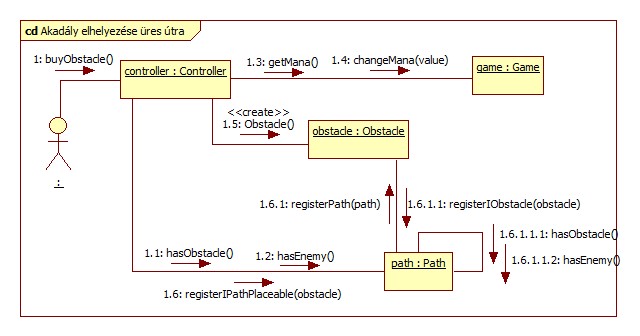 cd Akadály elhelyezése üres útra
1: buyObstacle()
controller : Controller
1.3: getMana()
1.4: changeMana(value)
game : Game
<<create>>
1.5: Obstacle()
obstacle : Obstacle
:
1.6.1: registerPath(path)
1.6.1.1: registerIObstacle(obstacle)
1.6.1.1.1: hasObstacle()
1.6.1.1.2: hasEnemy()
1.1: hasObstacle()
1.2: hasEnemy()
path : Path
1.6: registerIPathPlaceable(obstacle)